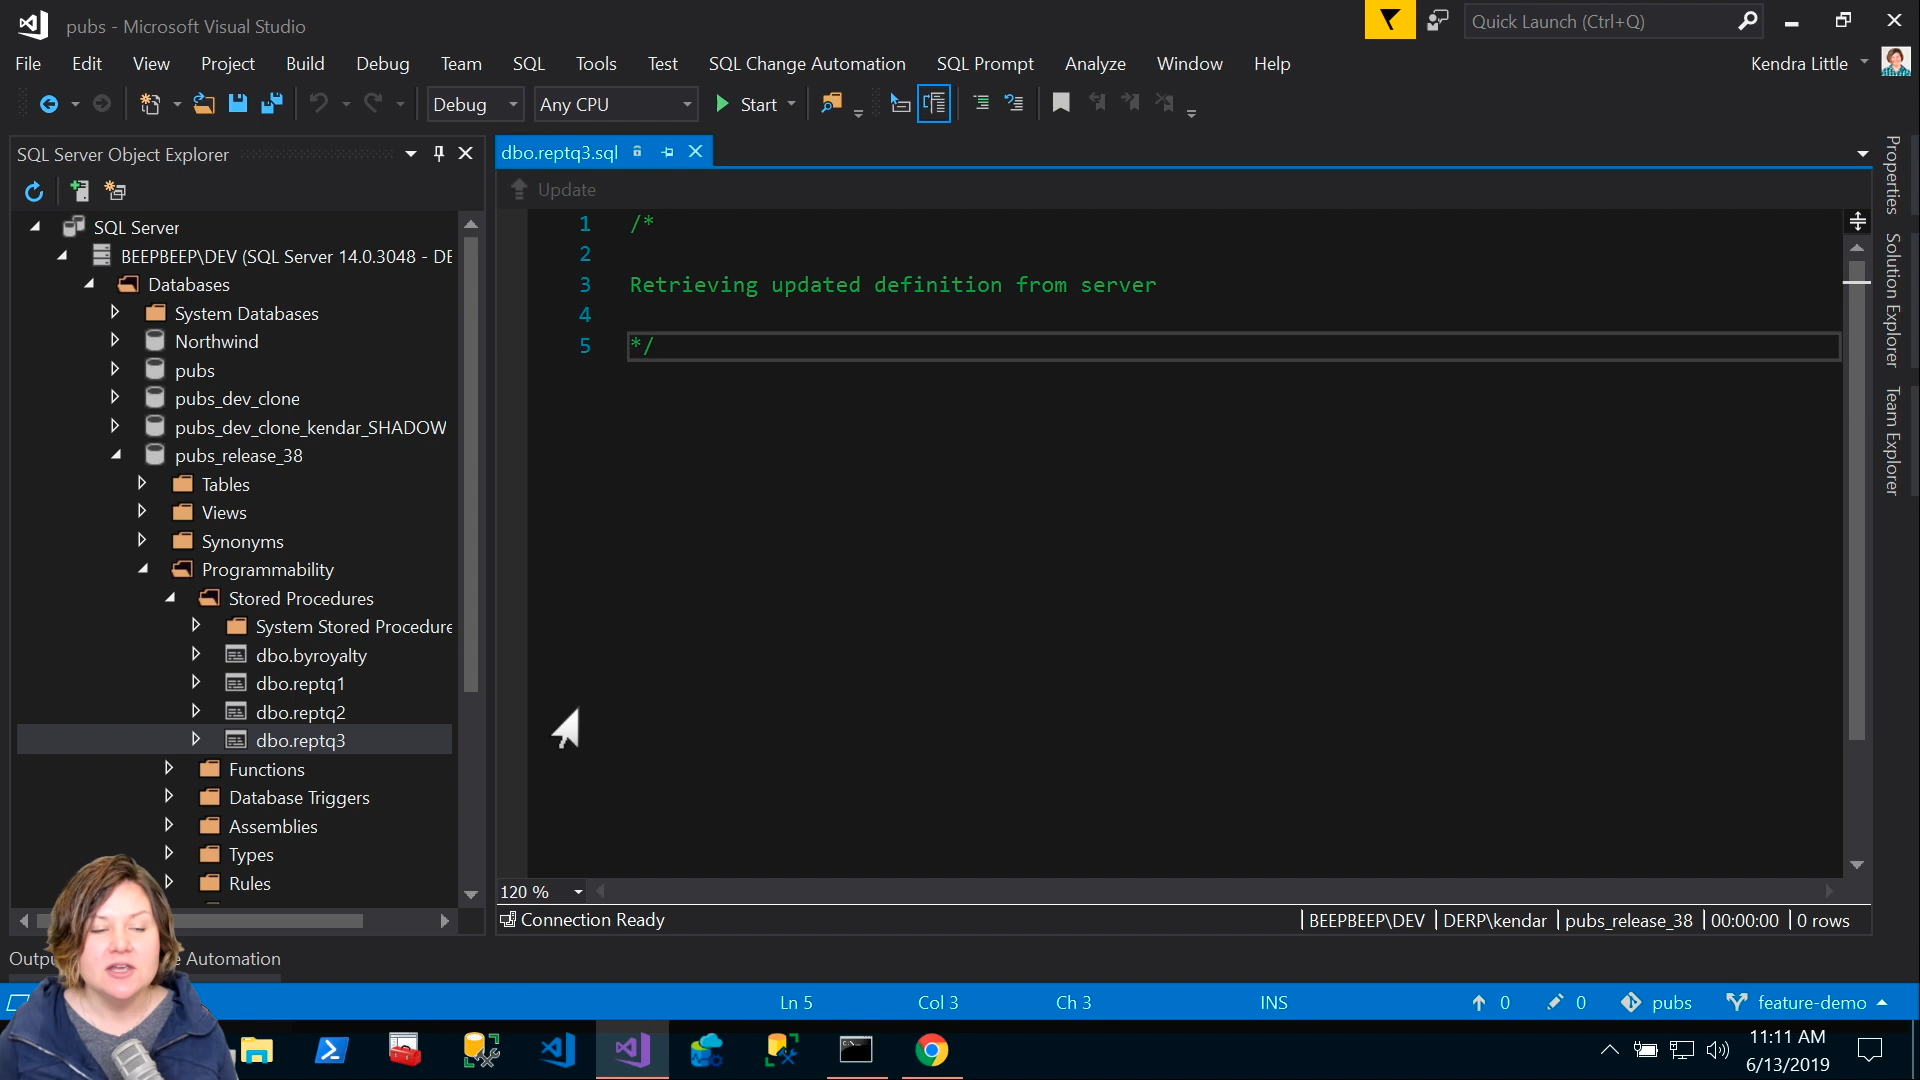 pubs - Microsoft Visual Studio
Quick Launch (Ctrl+Q)
File Edit View Project Build Debug Team SQL Tools Test SQL Change Automation SQL Prompt Analyze Window Help
Kendra Little
Debug
Any CPU
Start
SQL Server Object Explorer
dbo.reptq3.sql
Update
SQL Server
BEEPBEEP\DEV (SQL Server 14.0.3048 - DE
Databases
System Databases
Northwind
pubs
pubs_dev_clone
pubs_dev_clone_kendar_SHADOW
pubs_release_38
Tables
Views
Synonyms
Programmability
Stored Procedures
System Stored Procedure
dbo.byroyalty
dbo.reptq1
dbo.reptq2
dbo.reptq3
Functions
Database Triggers
Assemblies
Types
Rules
1 /*
2
3 Retrieving updated definition from server
4
5 */
Properties
Solution Explorer
Team Explorer
120 %
Connection Ready
BEEPBEEP\DEV
DERP\kendar
pubs_release_38
00:00:00
0 rows
Outp
e Automation
Ln 5
Col 3
Ch 3
INS
0
0
pubs
feature-demo
11:11 AM
6/13/2019